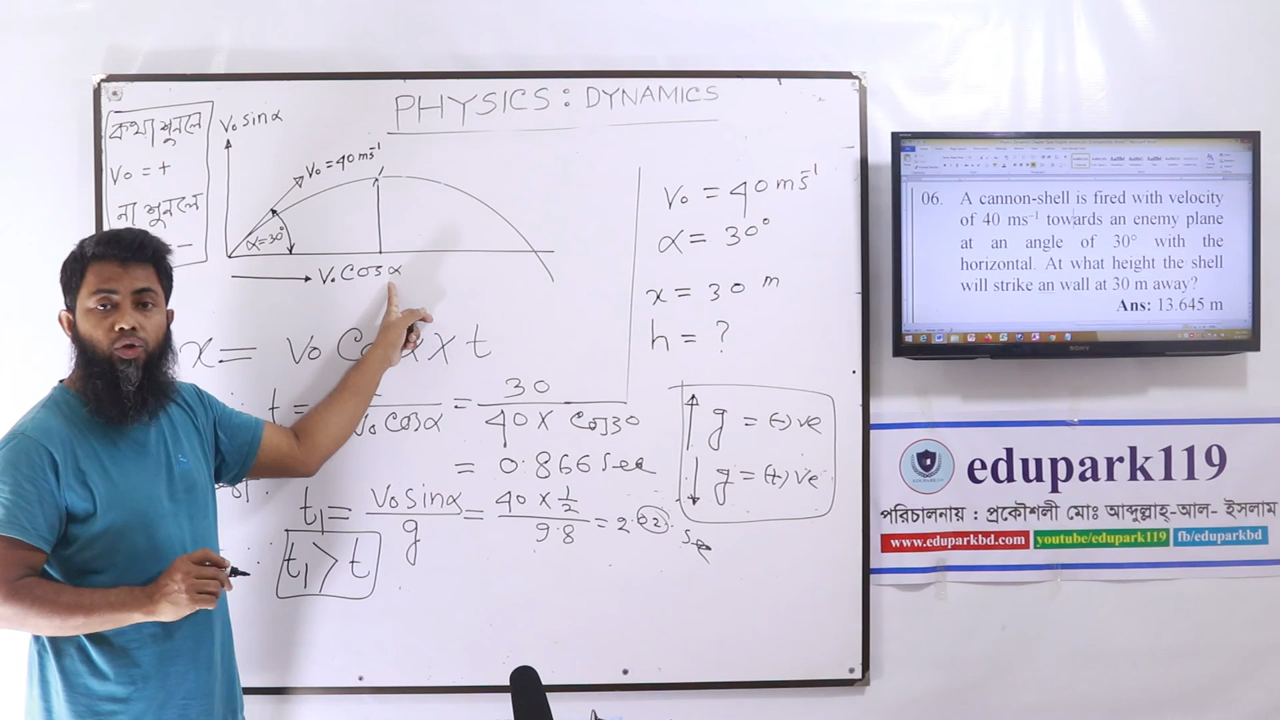 PHYSICS: DYNAMICS
কথা শুনলে
V₀ = +
না শুনলে
−
V₀ sinα
V₀ = 40 ms⁻¹
α = 30°
V₀ Cosα
V₀ = 40 ms⁻¹
α = 30°
x = 30 m
h = ?
x = V₀ Cosα × t
t = V₀ Cosα = 30 / 40 × Cos30
= 0.866 Sec
t₁ = V₀ sinα / g = 40 × ½ / 9.8 = 2.02 Sec
t₁ > t
↑ g = (-) ve
↓ g = (+) ve
06. A cannon-shell is fired with velocity
of 40 ms⁻¹ towards an enemy plane
at an angle of 30° with the
horizontal. At what height the shell
will strike an wall at 30 m away?
Ans: 13.645 m
SONY
EDUPARK119
edupark119
পরিচালনায় : প্রকৌশলী মোঃ আব্দুল্লাহ্-আল- ইসলাম
www.eduparkbd.com youtube/edupark119 fb/eduparkbd